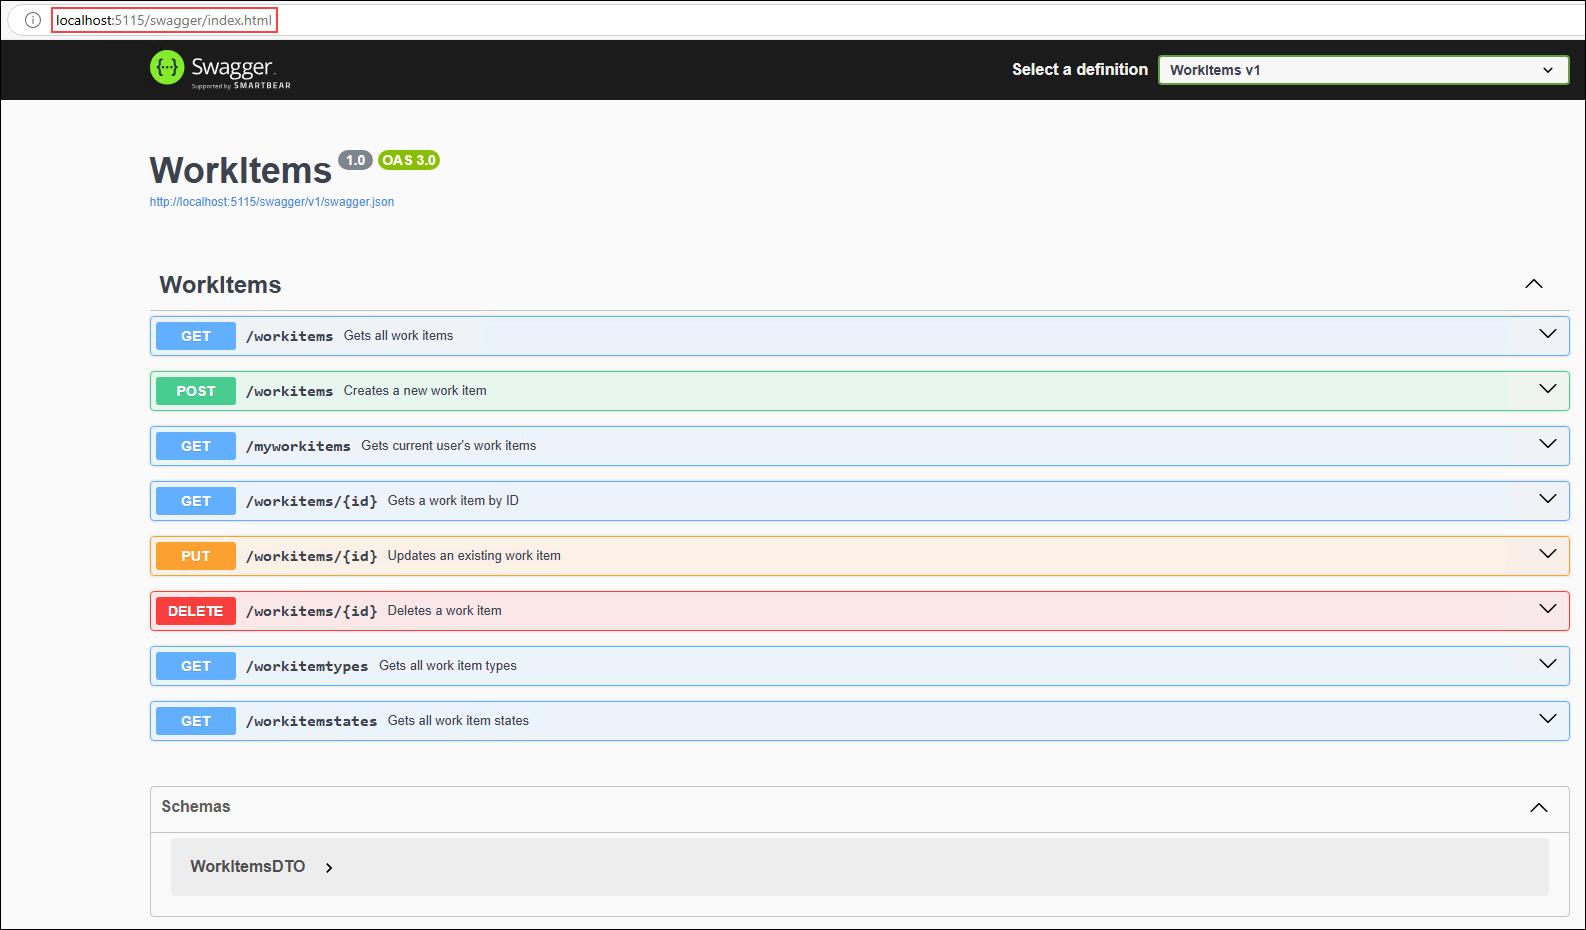 localhost:5115/swagger/index.html
{···} Swagger. Select a definition WorkItems v1
Supported by SMARTBEAR
WorkItems 1.0 OAS 3.0
http://localhost:5115/swagger/v1/swagger.json
WorkItems
GET /workitems Gets all work items
POST /workitems Creates a new work item
GET /myworkitems Gets current user's work items
GET /workitems/{id} Gets a work item by ID
PUT /workitems/{id} Updates an existing work item
DELETE /workitems/{id} Deletes a work item
GET /workitemtypes Gets all work item types
GET /workitemstates Gets all work item states
Schemas
WorkItemsDTO